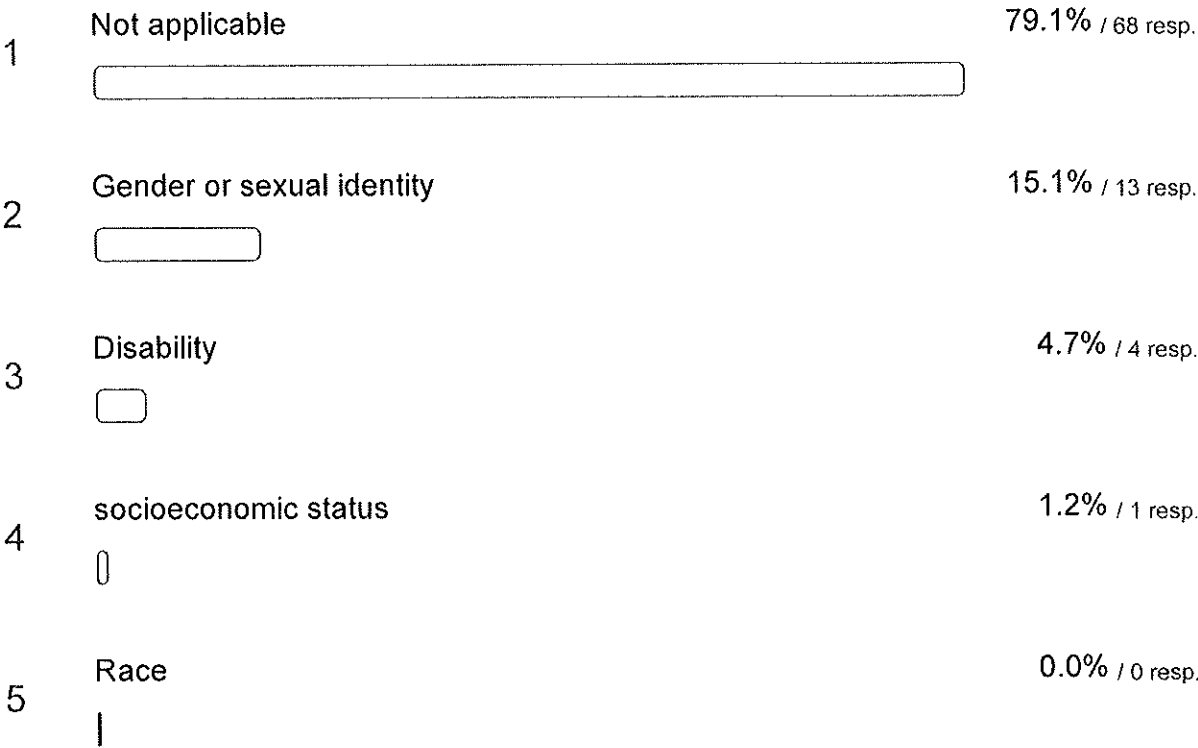 Not applicable 79.1% / 68 resp.
1
Gender or sexual identity 15.1% / 13 resp.
2
Disability 4.7% / 4 resp.
3
socioeconomic status 1.2% / 1 resp.
4
Race 0.0% / 0 resp.
5